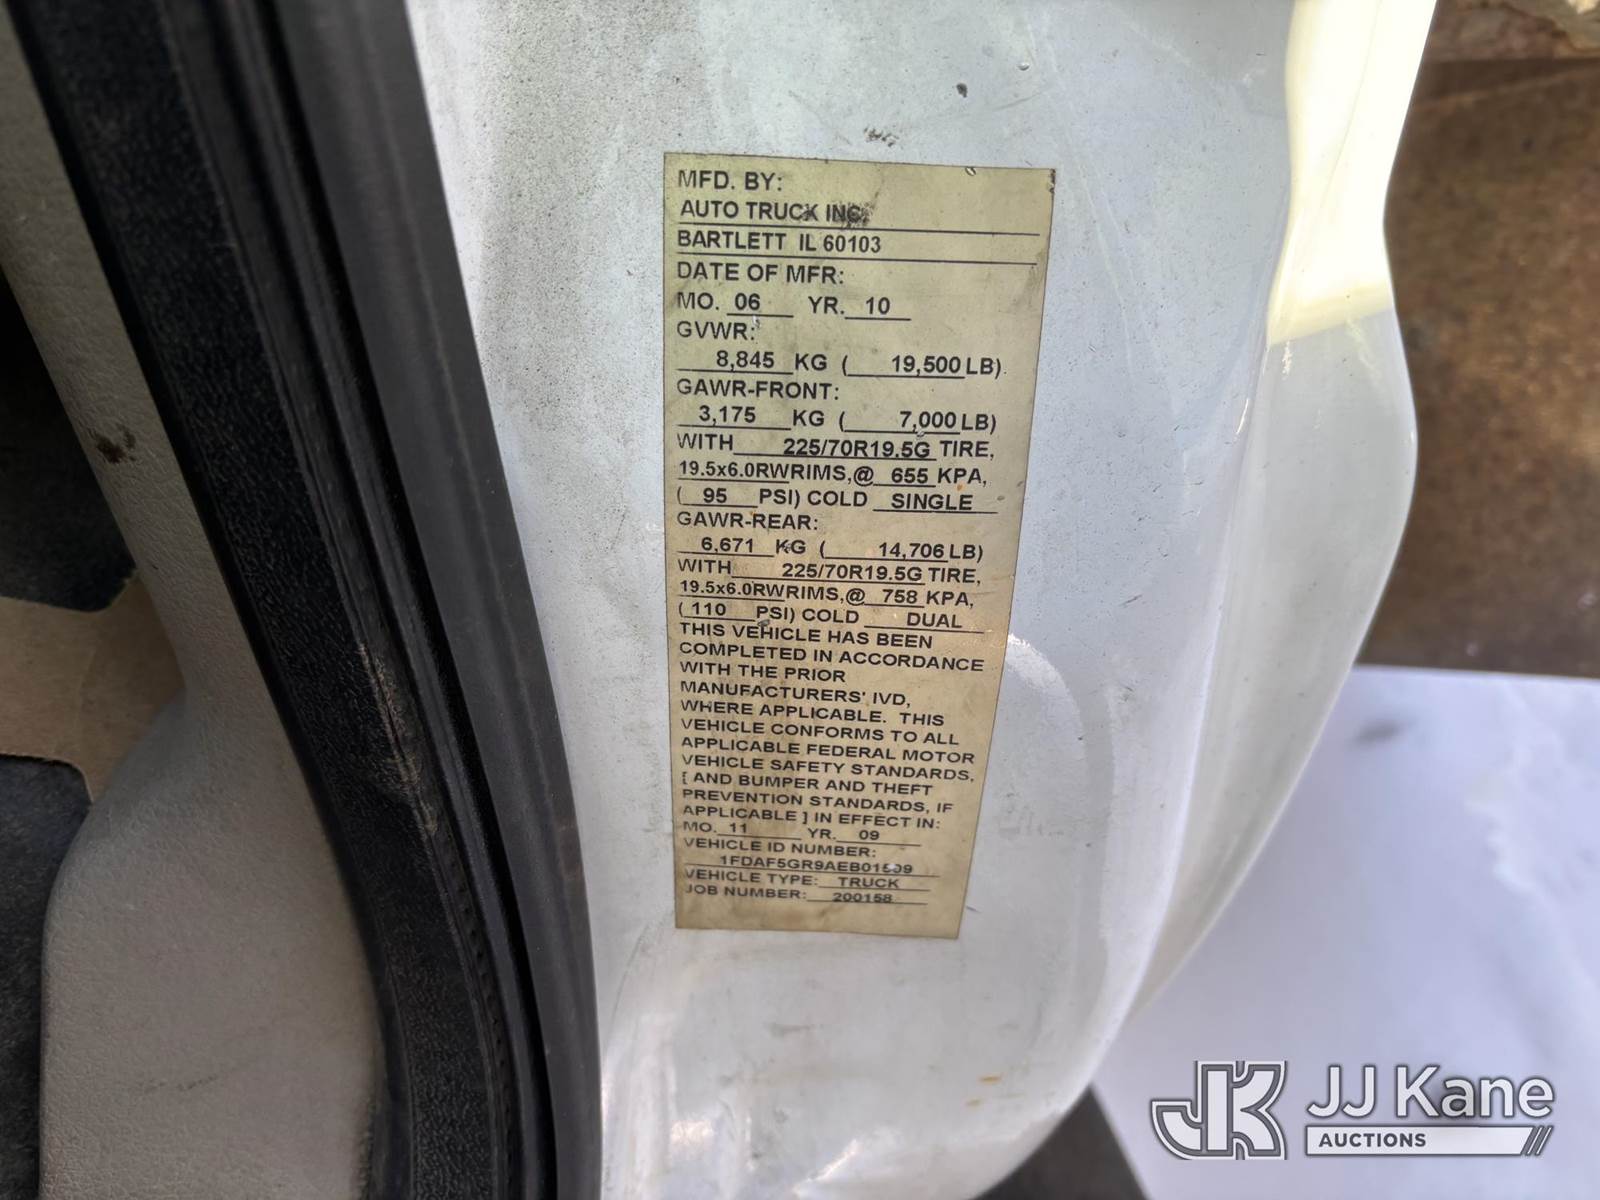 MFD. BY:
AUTO TRUCK INC.
BARTLETT IL 60103
DATE OF MFR:
MO. 06 YR. 10
GVWR:
8,845 KG ( 19,500 LB).
GAWR-FRONT:
3,175 KG ( 7,000 LB)
WITH 225/70R19.5G TIRE,
19.5x6.0RW RIMS,@ 655 KPA,
( 95 PSI) COLD SINGLE
GAWR-REAR:
6,671 KG ( 14,706 LB)
WITH 225/70R19.5G TIRE,
19.5x6.0RW RIMS,@ 758 KPA,
( 110 PSI) COLD DUAL
THIS VEHICLE HAS BEEN
COMPLETED IN ACCORDANCE
WITH THE PRIOR
MANUFACTURERS' IVD,
WHERE APPLICABLE. THIS
VEHICLE CONFORMS TO ALL
APPLICABLE FEDERAL MOTOR
VEHICLE SAFETY STANDARDS,
[ AND BUMPER AND THEFT
PREVENTION STANDARDS, IF
APPLICABLE ] IN EFFECT IN:
MO. 11 YR. 09
VEHICLE ID NUMBER:
VEHICLE TYPE: TRUCK
JOB NUMBER: 200158
JK JJ Kane
AUCTIONS